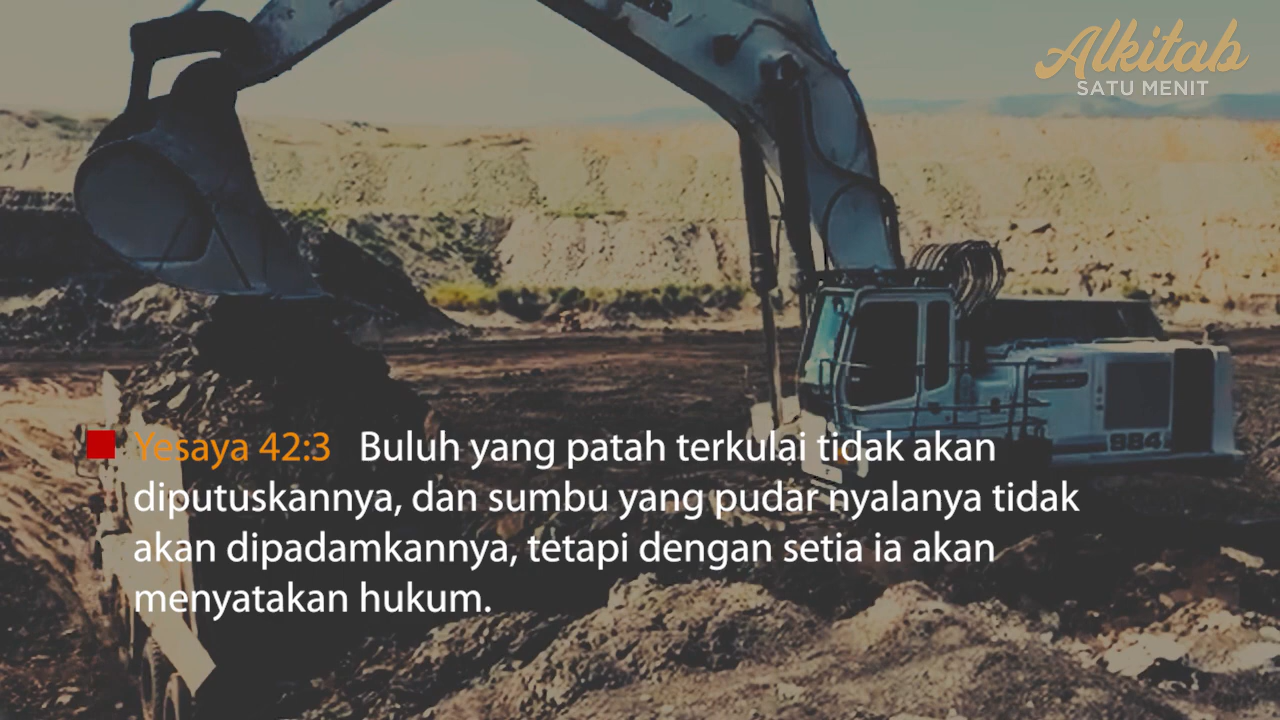 Alkitab
SATU MENIT
984
Yesaya 42:3 Buluh yang patah terkulai tidak akan
diputuskannya, dan sumbu yang pudar nyalanya tidak
akan dipadamkannya, tetapi dengan setia ia akan
menyatakan hukum.